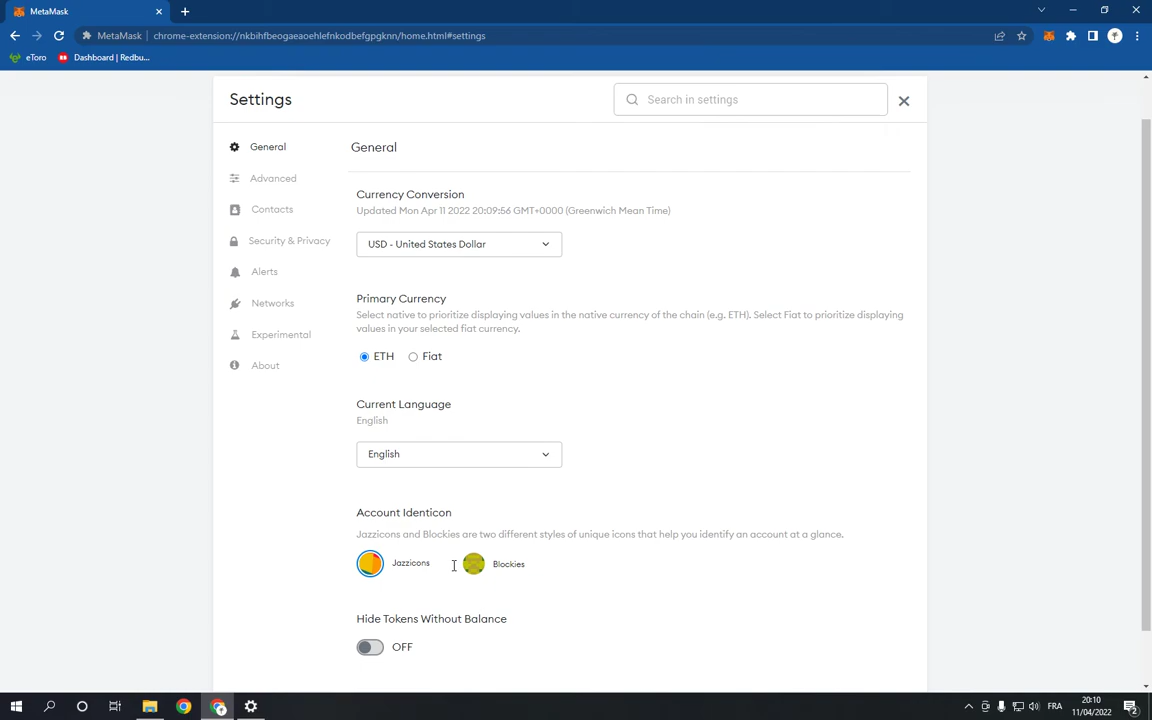 MetaMask
MetaMask
chrome-extension://nkbihfbeogaeaoehlefnkodbefgpgknn/home.html#settings
eToro
Dashboard | Redbu...
Settings
Search in settings
General
Advanced
Contacts
Security & Privacy
Alerts
Networks
Experimental
About
General
Currency Conversion
Updated Mon Apr 11 2022 20:09:56 GMT+0000 (Greenwich Mean Time)
USD - United States Dollar
Primary Currency
Select native to prioritize displaying values in the native currency of the chain (e.g. ETH). Select Fiat to prioritize displaying
values in your selected fiat currency.
ETH
Fiat
Current Language
English
English
Account Identicon
Jazzicons and Blockies are two different styles of unique icons that help you identify an account at a glance.
Jazzicons
Blockies
Hide Tokens Without Balance
OFF
FRA
20:10
11/04/2022
2